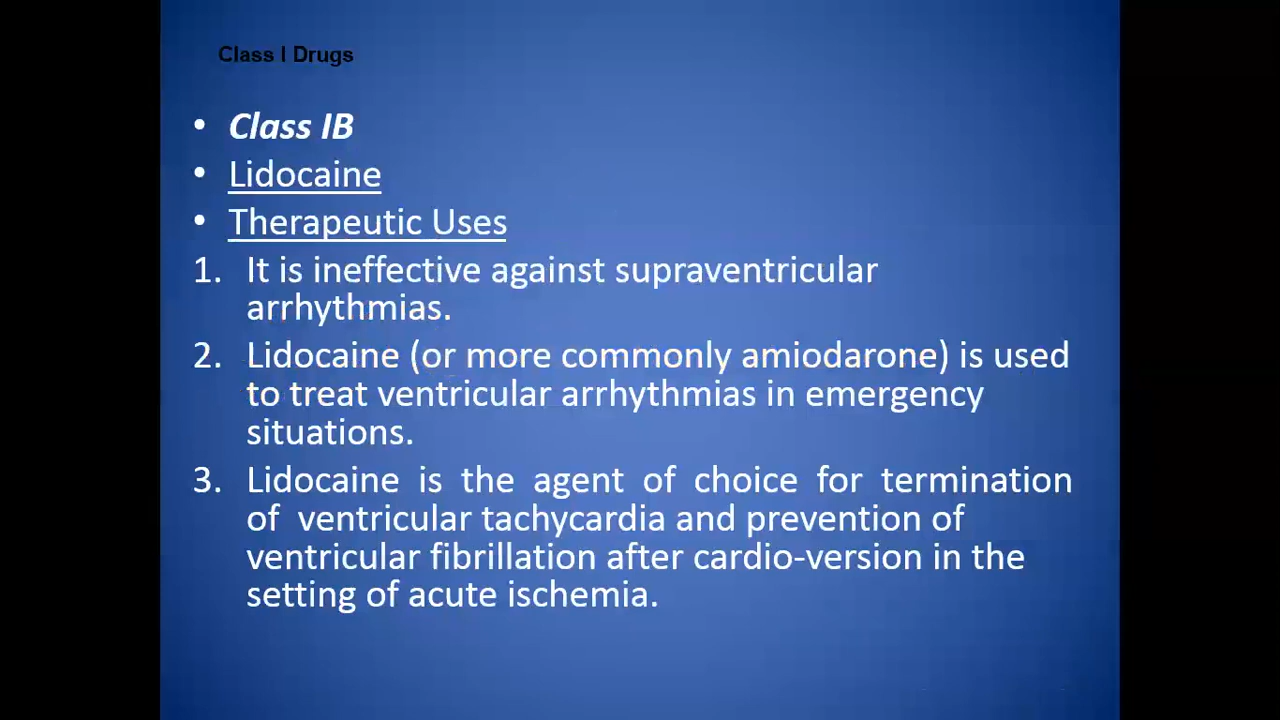 Class I Drugs
• Class IB
• Lidocaine
• Therapeutic Uses
1. It is ineffective against supraventricular
arrhythmias.
2. Lidocaine (or more commonly amiodarone) is used
to treat ventricular arrhythmias in emergency
situations.
3. Lidocaine is the agent of choice for termination
of ventricular tachycardia and prevention of
ventricular fibrillation after cardio-version in the
setting of acute ischemia.